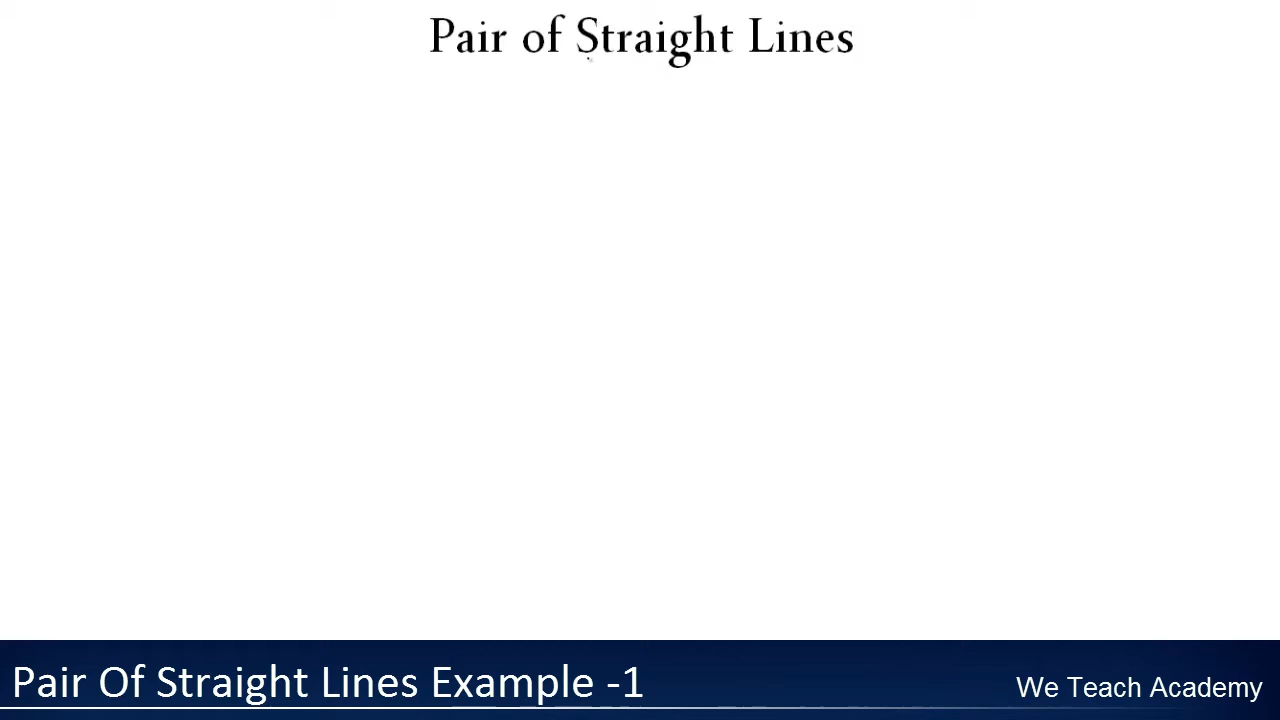 Pair of Straight Lines
Pair Of Straight Lines Example -1
We Teach Academy